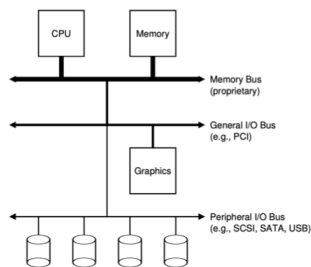 CPU
Memory
Memory Bus
(proprietary)
General I/O Bus
(e.g., PCI)
Graphics
Peripheral I/O Bus
(e.g., SCSI, SATA, USB)